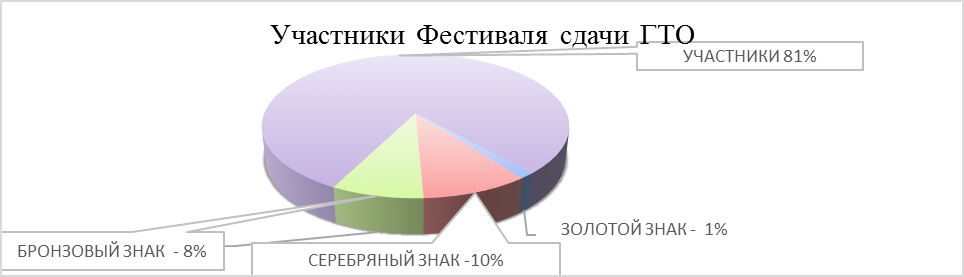 Участники Фестиваля сдачи ГТО
УЧАСТНИКИ 81%
ЗОЛОТОЙ ЗНАК - 1%
БРОНЗОВЫЙ ЗНАК - 8%
СЕРЕБРЯНЫЙ ЗНАК -10%